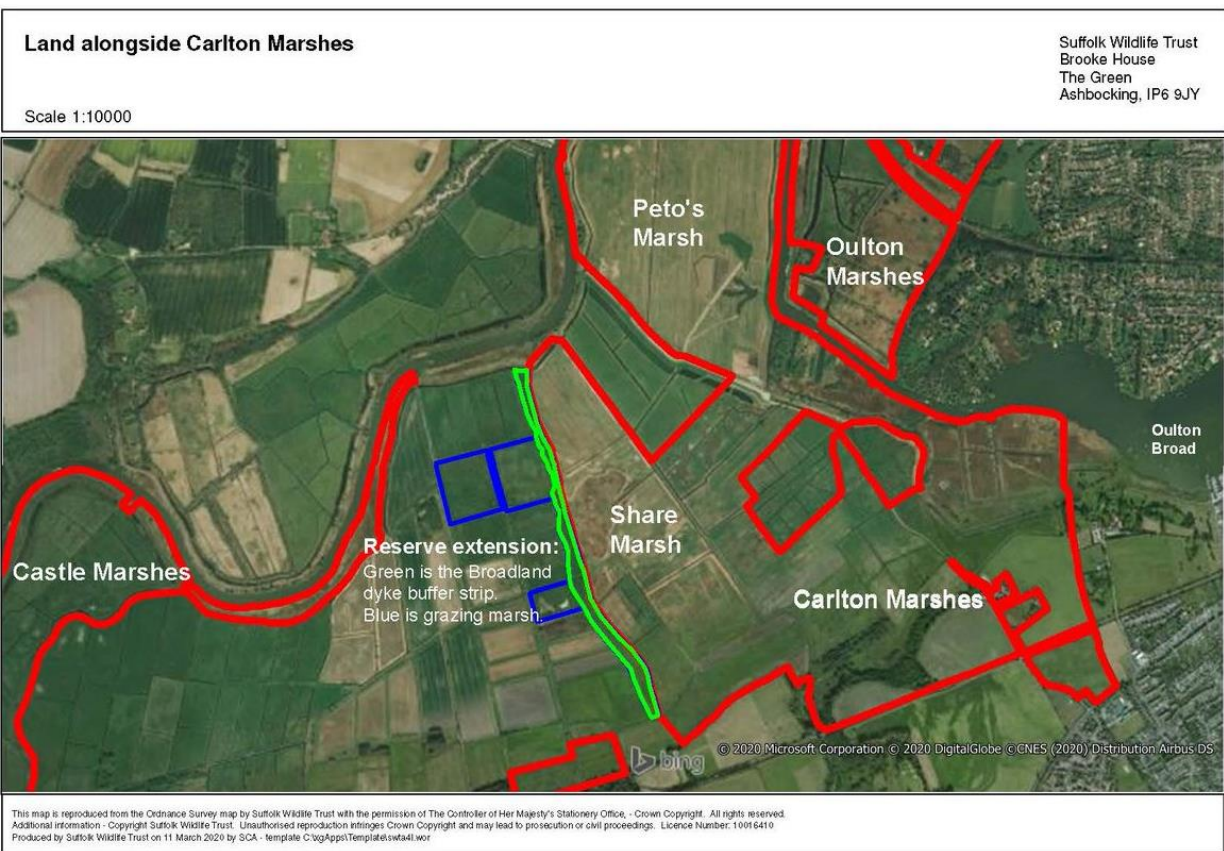 Land alongside Carlton Marshes
Scale 1:10000
Suffolk Wildlife Trust
Brooke House
The Green
Ashbocking, IP6 9JY
Peto's
Marsh
Oulton
Marshes
Oulton
Broad
Share
Marsh
Reserve extension:
Green is the Broadland
dyke buffer strip.
Blue is grazing marsh.
Castle Marshes
Carlton Marshes
bing
© 2020 Microsoft Corporation © 2020 DigitalGlobe © CNES (2020) Distribution Airbus DS
This map is reproduced from the Ordnance Survey map by Suffolk Wildlife Trust with the permission of The Controller of Her Majesty's Stationery Office, - Crown Copyright. All rights reserved.
Additional information - Copyright Suffolk Wildlife Trust. Unauthorised reproduction infringes Crown Copyright and may lead to prosecution or civil proceedings. Licence Number: 10016410
Produced by Suffolk Wildlife Trust on 11 March 2020 by SCA - template C:\xgApps\Template\swta4l.wor